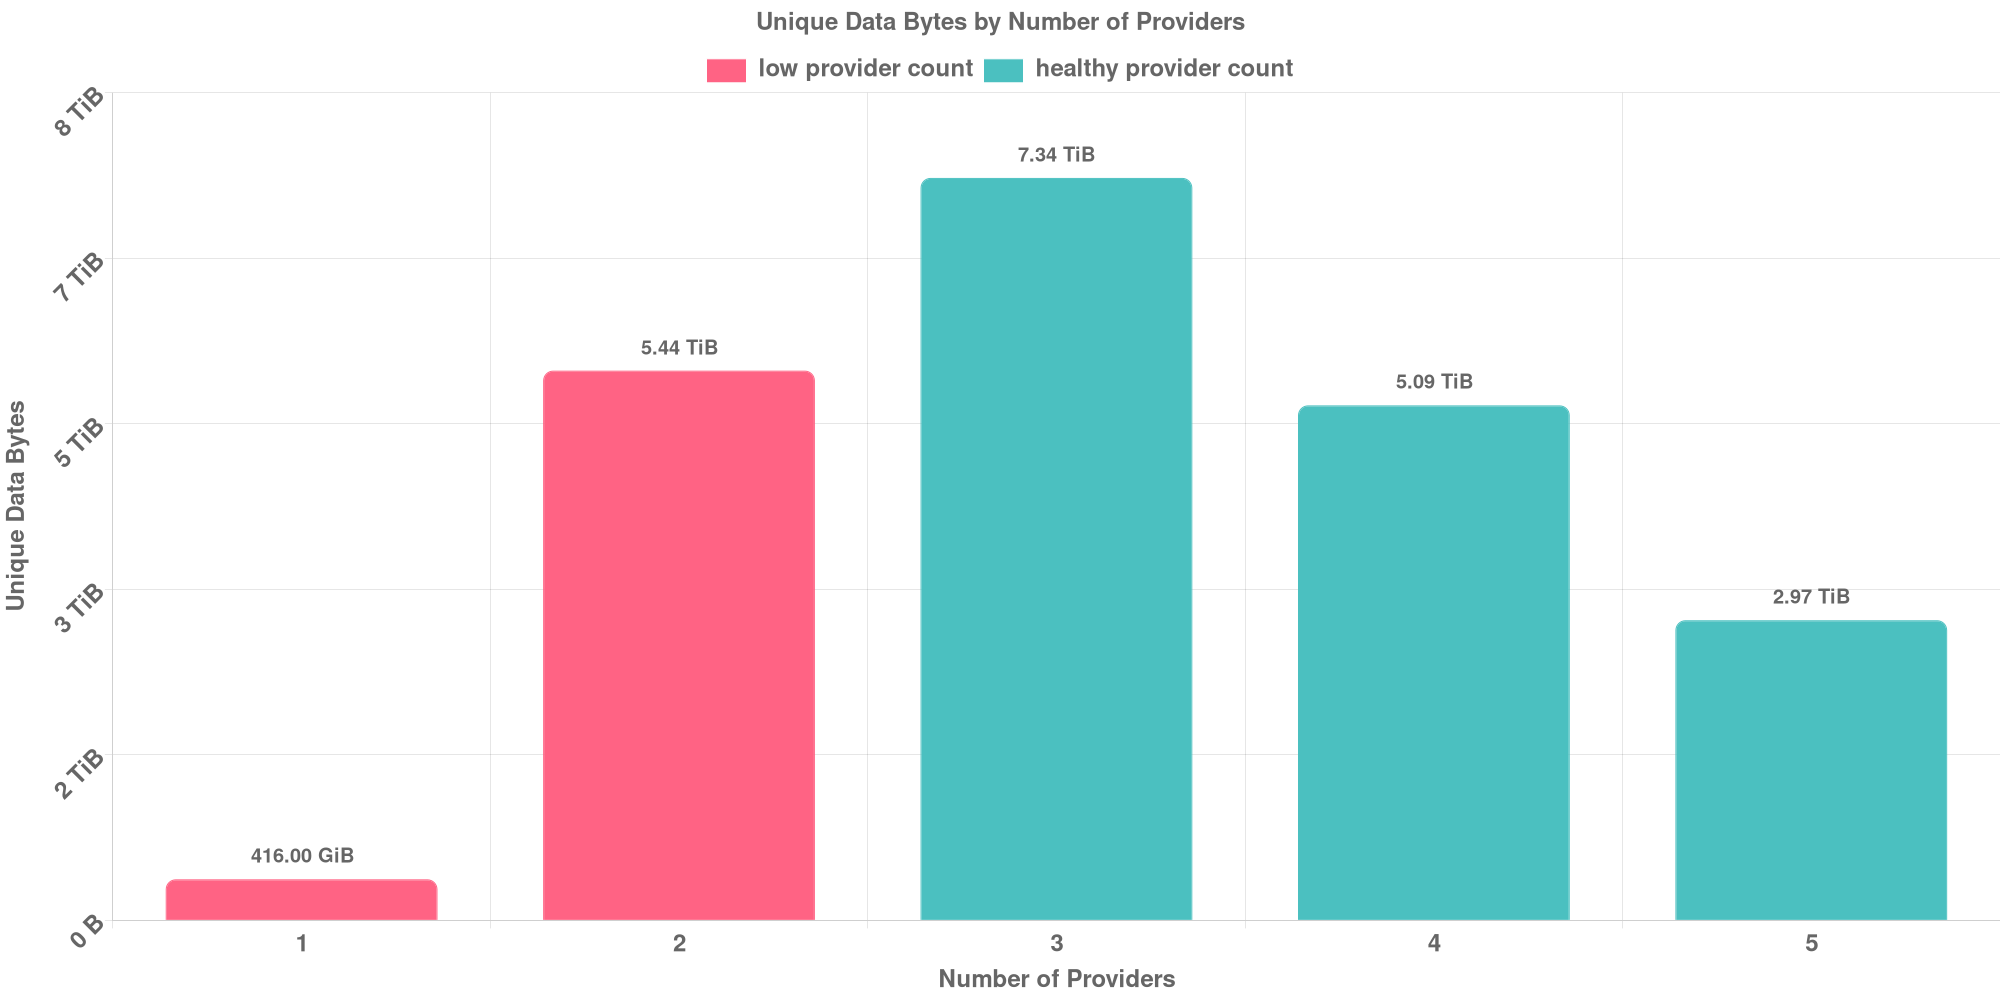 Unique Data Bytes by Number of Providers
low provider count healthy provider count
8 TiB
7 TiB
5 TiB
3 TiB
2 TiB
0 B
Unique Data Bytes
416.00 GiB
5.44 TiB
7.34 TiB
5.09 TiB
2.97 TiB
1 2 3 4 5
Number of Providers